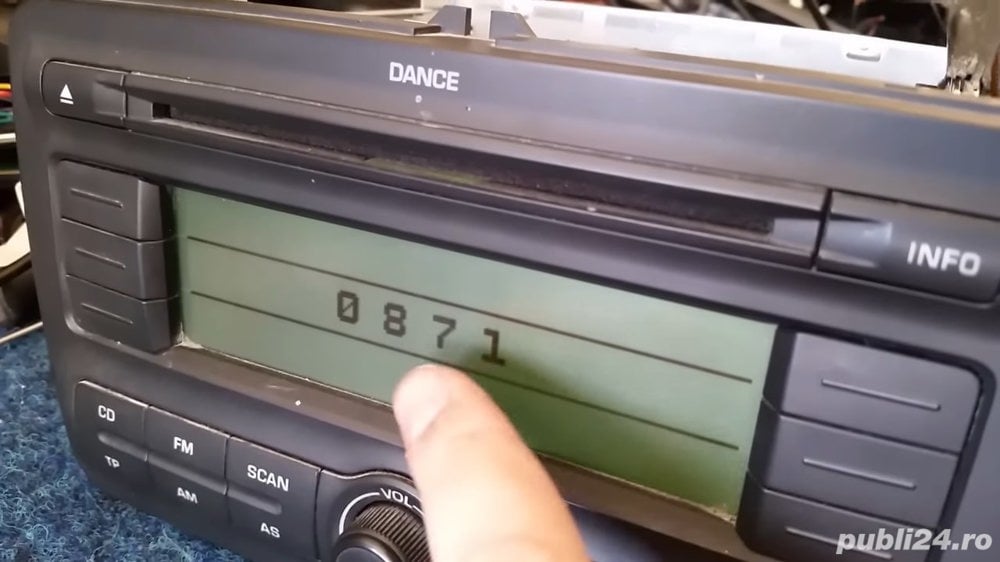 DANCE
INFO
0871
CD
FM
SCAN
TP
AM
AS
VOL
publi24.ro